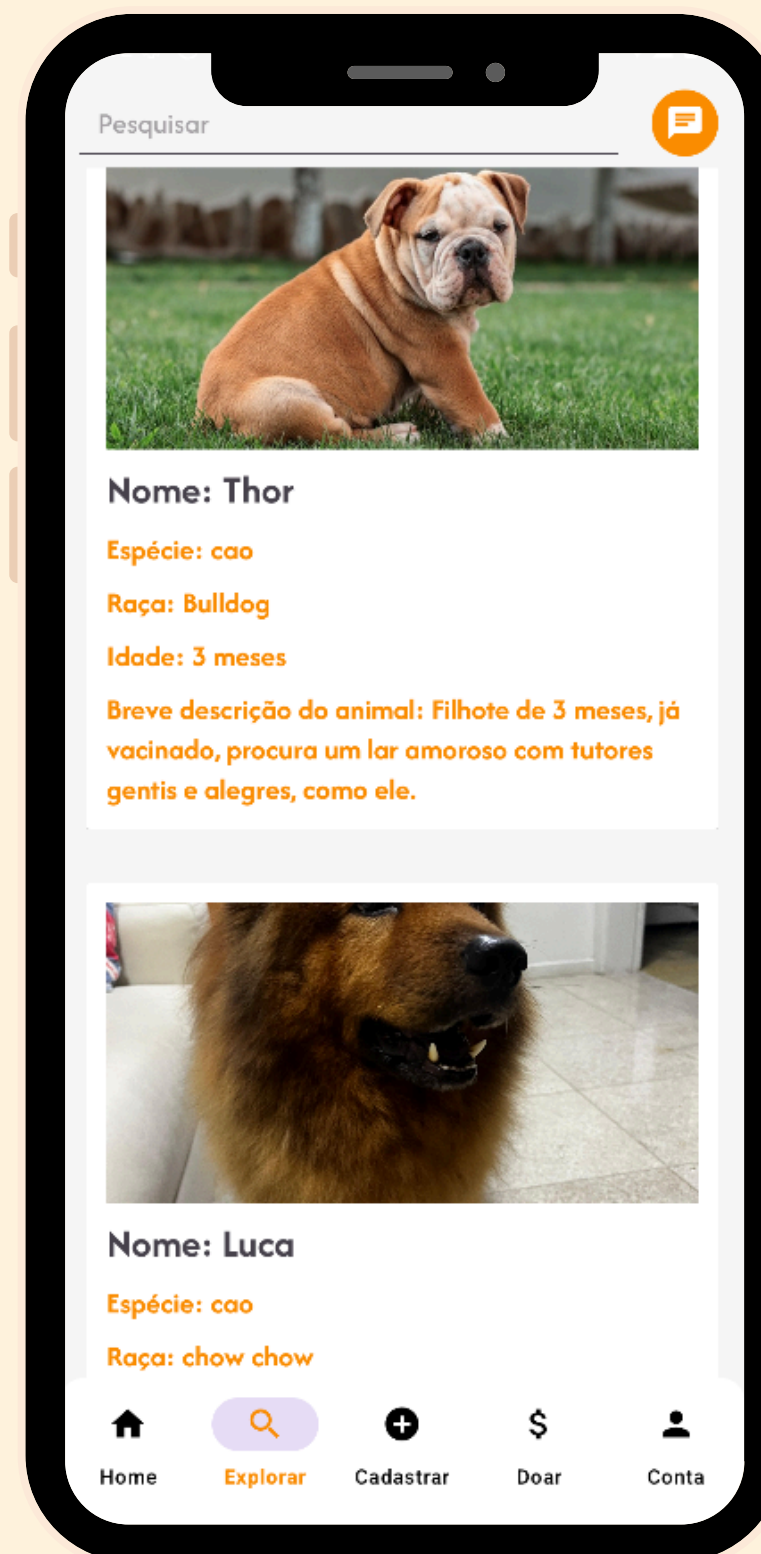 Pesquisar
Nome: Thor
Espécie: cao
Raça: Bulldog
Idade: 3 meses
Breve descrição do animal: Filhote de 3 meses, já
vacinado, procura um lar amoroso com tutores
gentis e alegres, como ele.
Nome: Luca
Espécie: cao
Raça: chow chow
Home
Explorar
Cadastrar
Doar
Conta